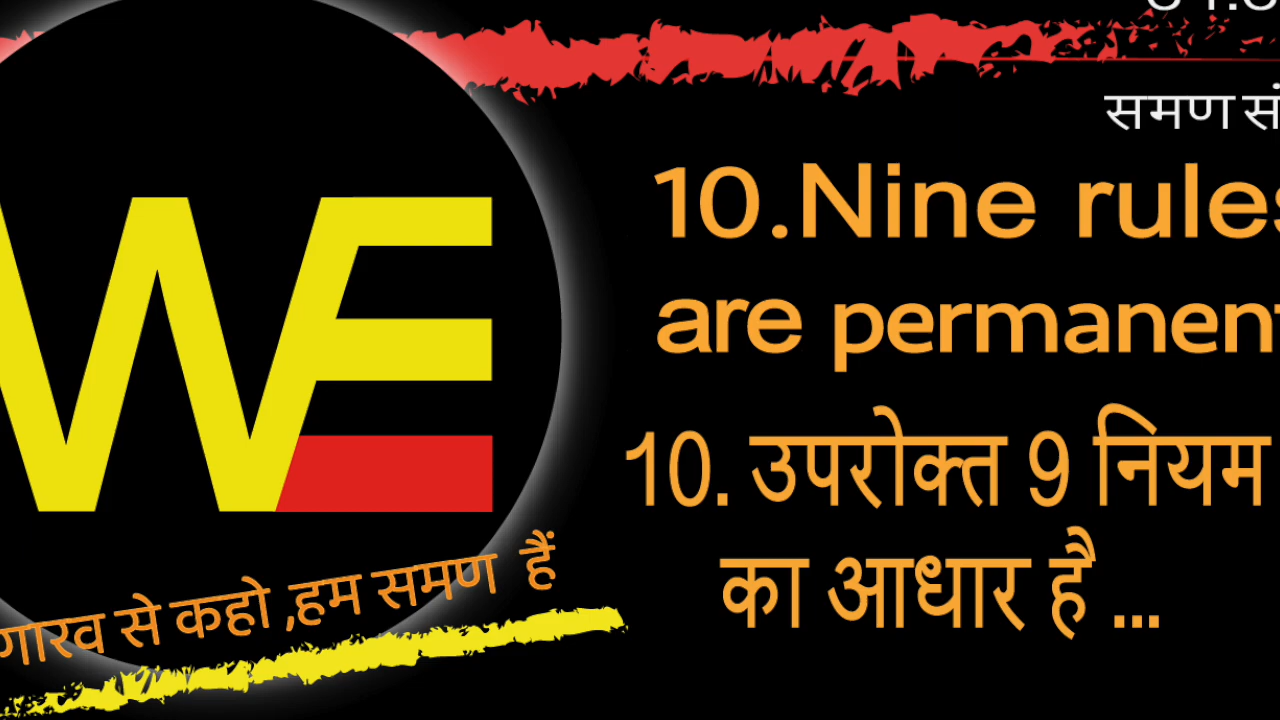 समण सं
10.Nine rules
are permanent
10. उपरोक्त 9 नियम
का आधार है ...
WE
गारव से कहो ,हम समण हैं